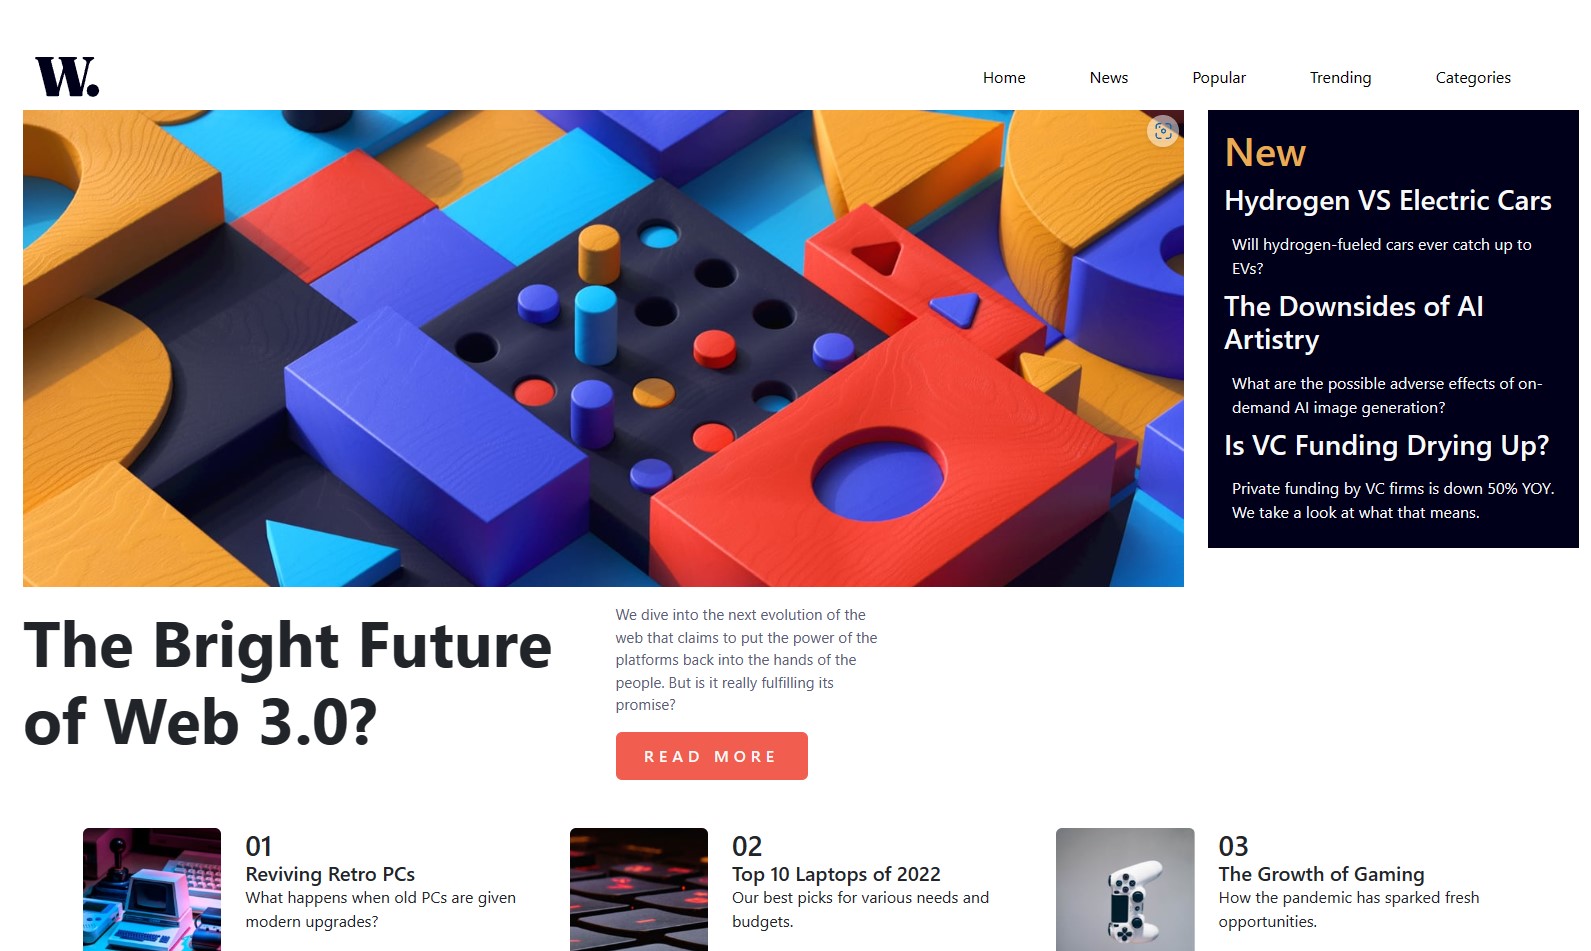 W.
Home News Popular Trending Categories
New
Hydrogen VS Electric Cars
Will hydrogen-fueled cars ever catch up to
EVs?
The Downsides of AI
Artistry
What are the possible adverse effects of on-
demand AI image generation?
Is VC Funding Drying Up?
Private funding by VC firms is down 50% YOY.
We take a look at what that means.
The Bright Future
of Web 3.0?
We dive into the next evolution of the
web that claims to put the power of the
platforms back into the hands of the
people. But is it really fulfilling its
promise?
READ MORE
01
Reviving Retro PCs
What happens when old PCs are given
modern upgrades?
02
Top 10 Laptops of 2022
Our best picks for various needs and
budgets.
03
The Growth of Gaming
How the pandemic has sparked fresh
opportunities.